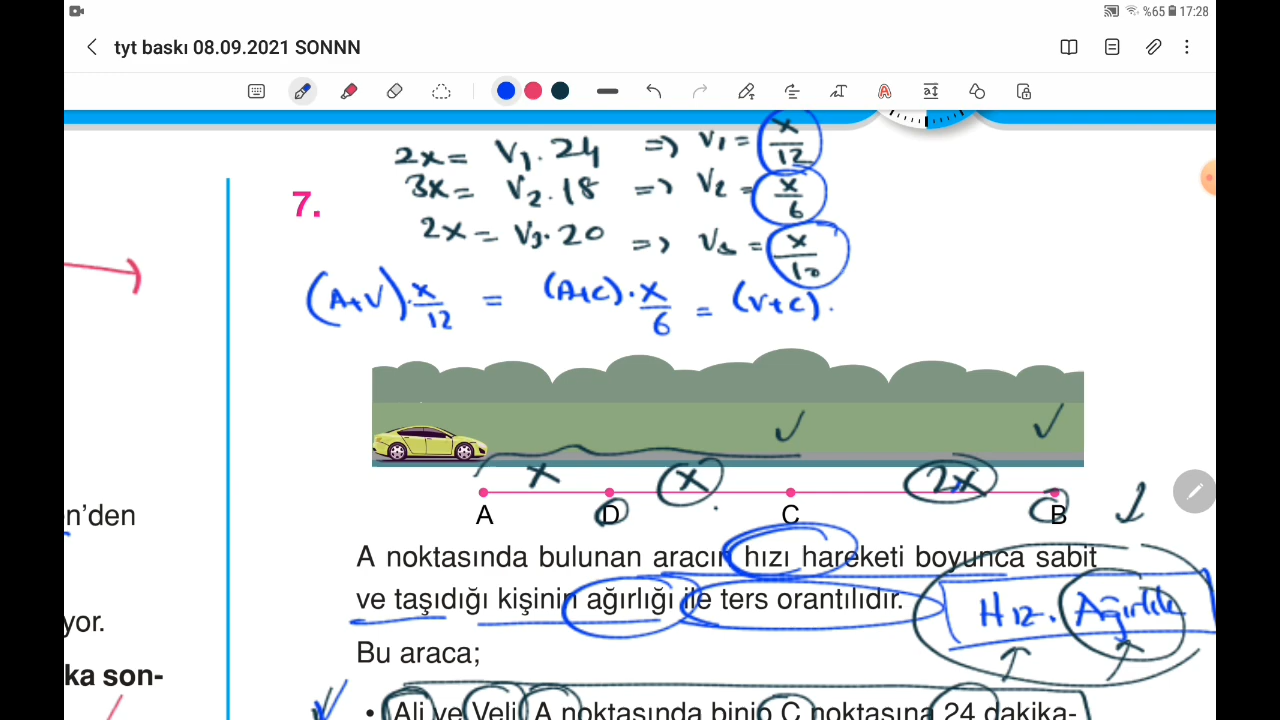 %65 17:28
tyt baskı 08.09.2021 SONNN
2x = V₁.24 => V₁ = x/12
7.
3x = V₂.18 => V₂ = x/6
2x = V₃.20 => V₃ = x/10
(A+V).x/12 = (A+C).x/6 = (V+C).
x x 2x
A D C B
n'den
A noktasında bulunan aracın hızı hareketi boyunca sabit
ve taşıdığı kişinin ağırlığı ile ters orantılıdır.
Hız. Ağırlık
yor.
Bu araca;
ka son-
• Ali ve Veli A noktasında binip C noktasına 24 dakika-